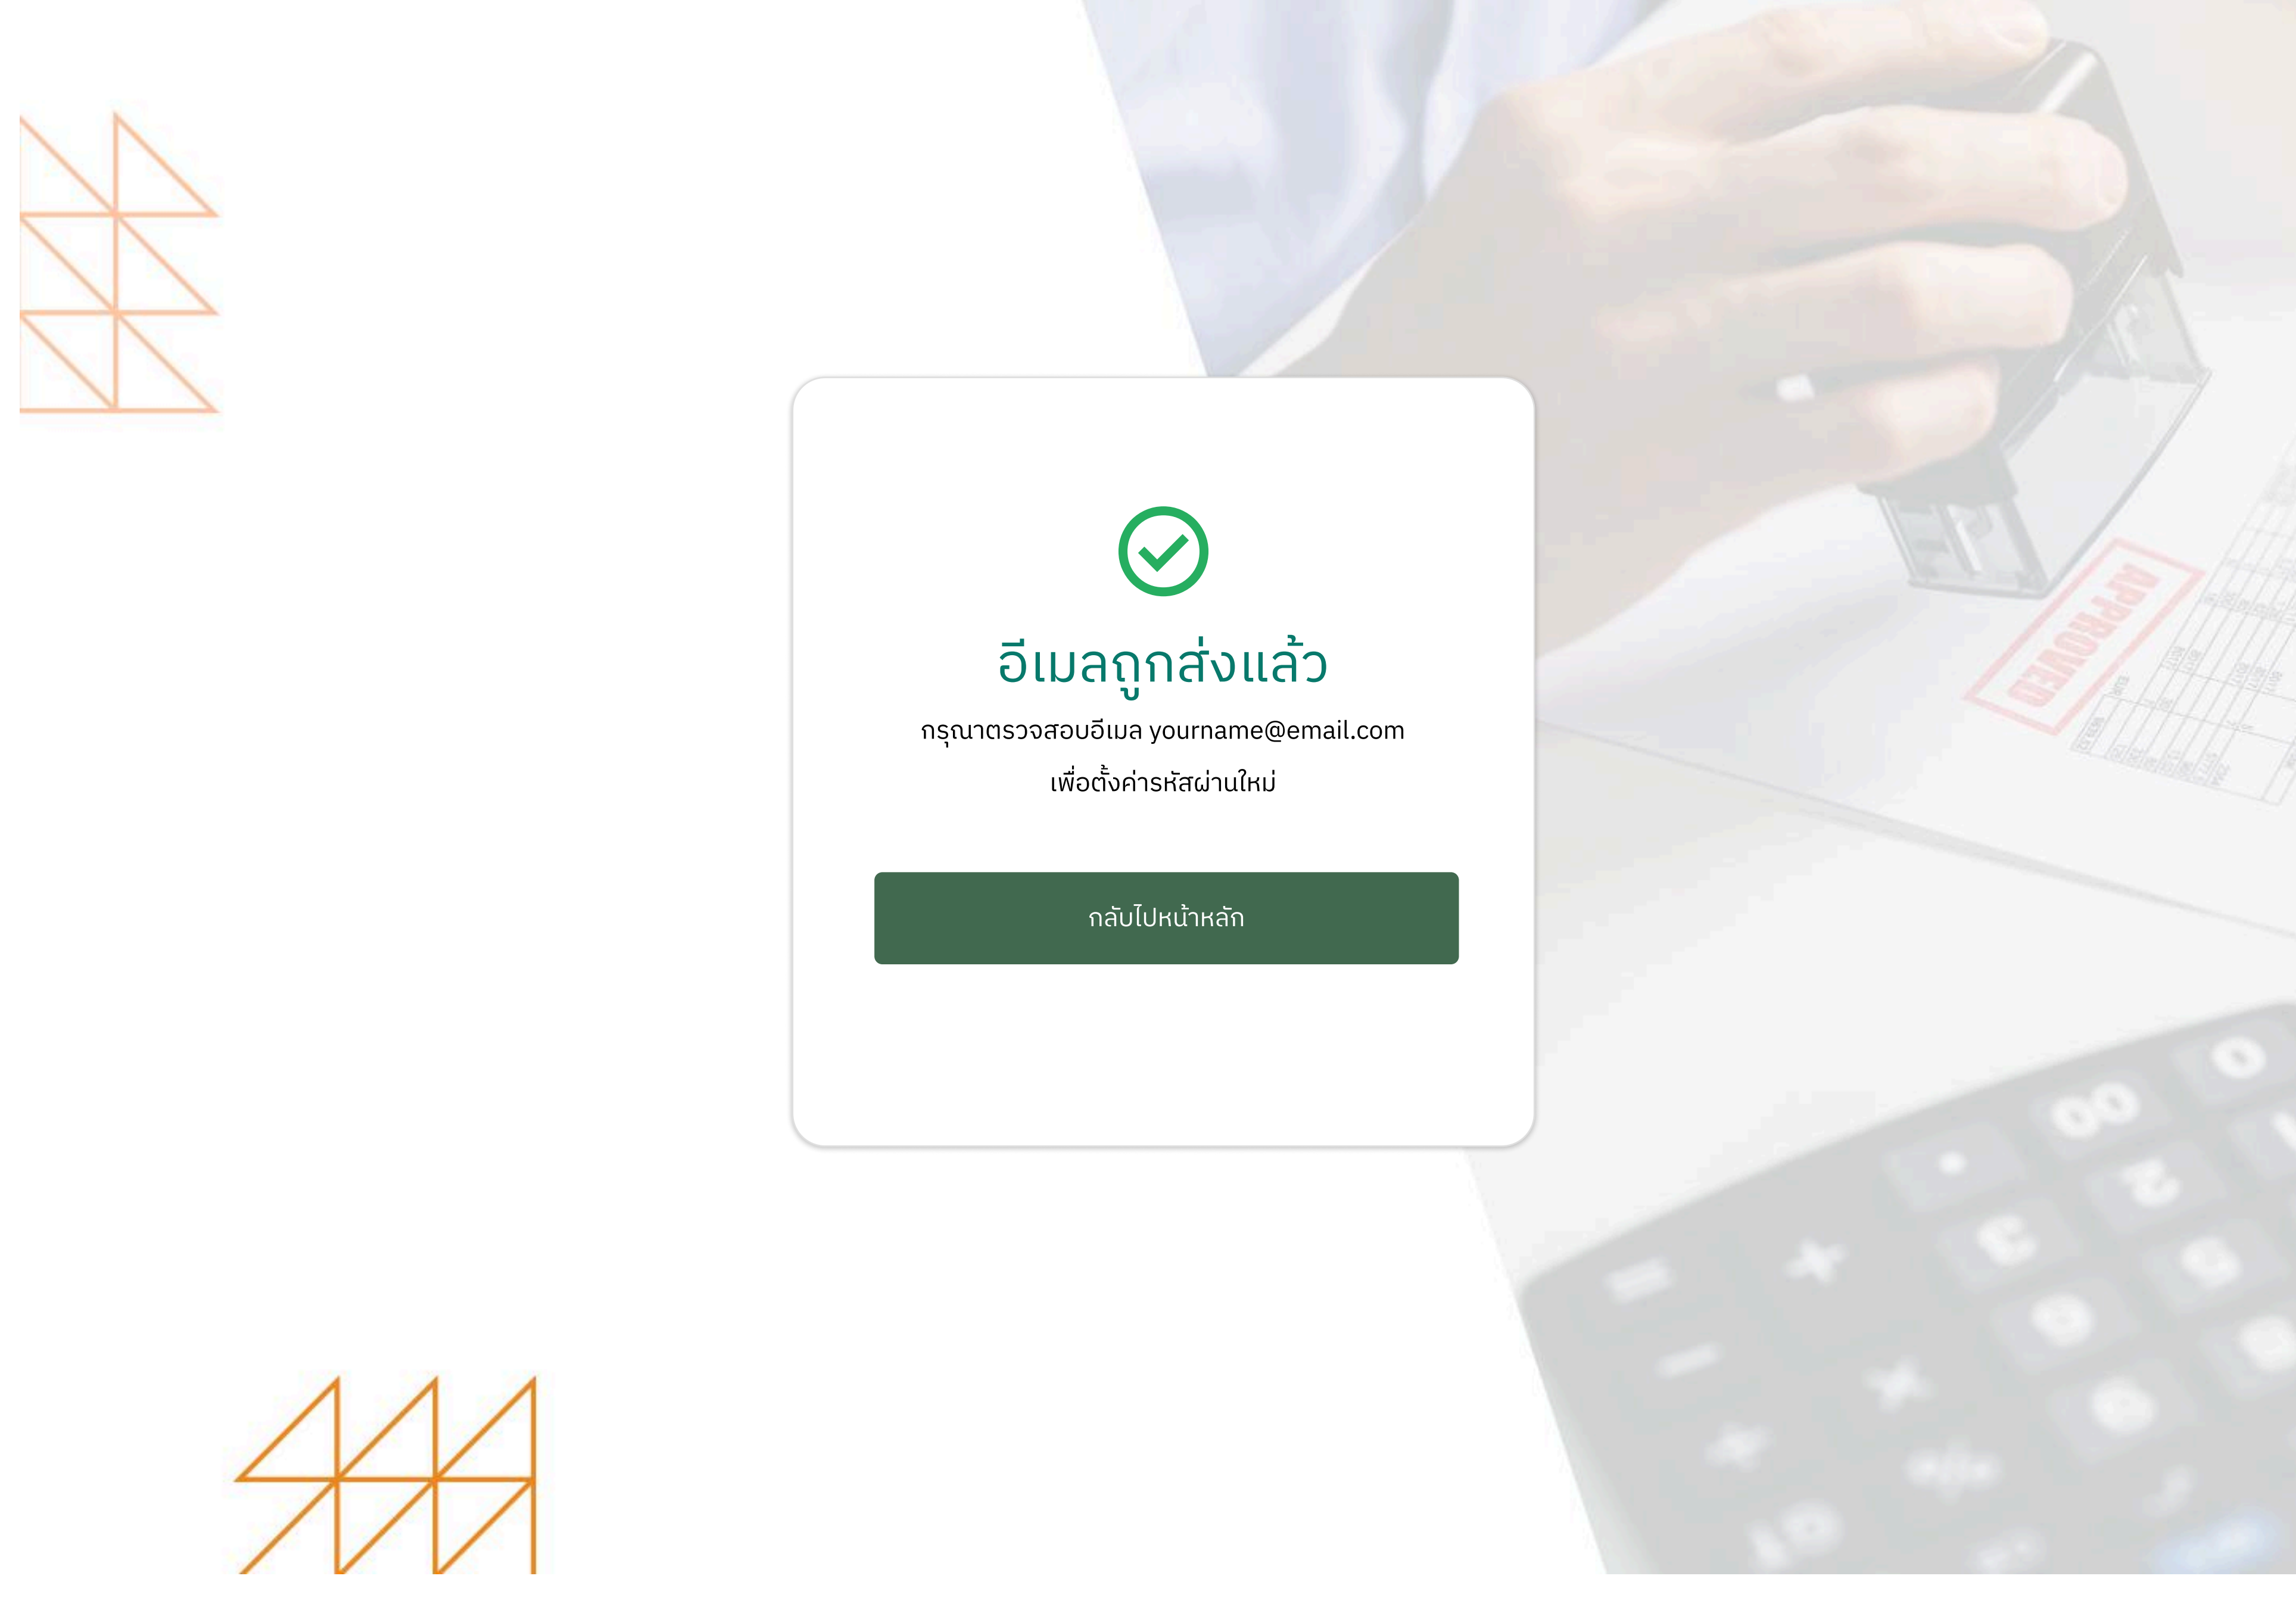 อีเมลถูกส่งแล้ว
กรุณาตรวจสอบอีเมล yourname@email.com
เพื่อตั้งค่ารหัสผ่านใหม่
กลับไปหน้าหลัก
APPROVED
EUR